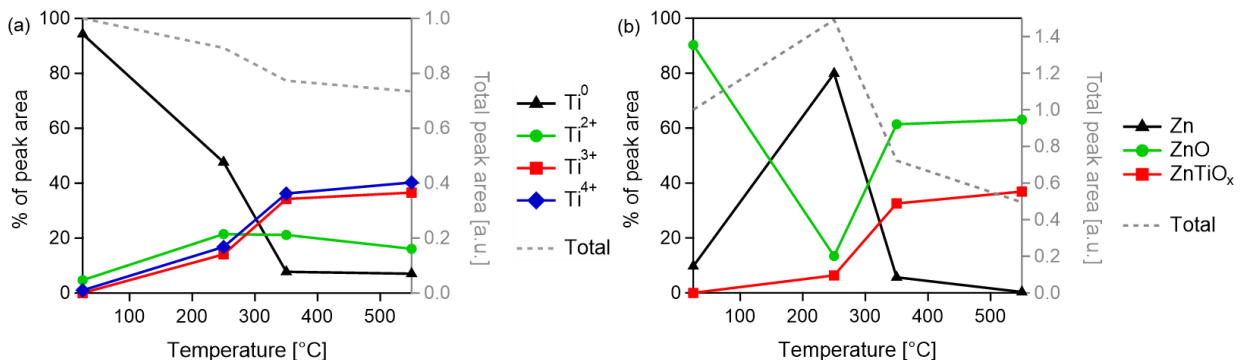 (a)
% of peak area
100
80
60
40
20
0
100 200 300 400 500
Temperature [°C]
1.0
0.8
0.6
0.4
0.2
0.0
Total peak area [a.u.]
Ti⁰
Ti²⁺
Ti³⁺
Ti⁴⁺
Total
(b)
% of peak area
100
80
60
40
20
0
100 200 300 400 500
Temperature [°C]
1.4
1.2
1.0
0.8
0.6
0.4
0.2
0.0
Total peak area [a.u.]
Zn
ZnO
ZnTiOₓ
Total